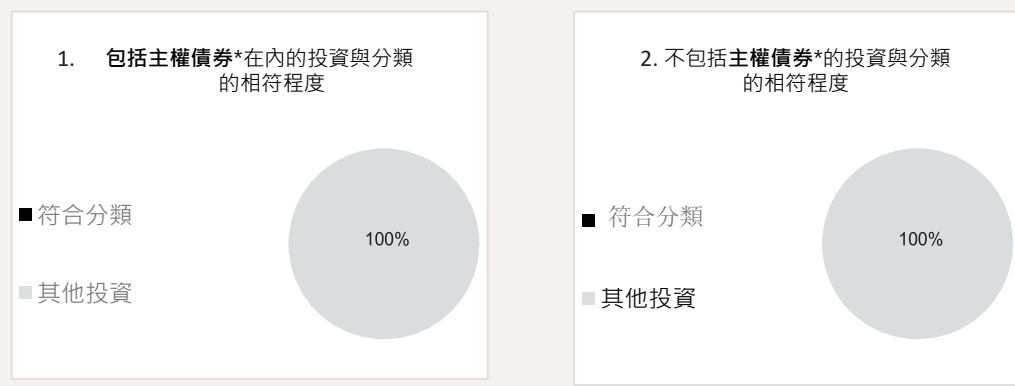 1. 包括主權債券*在內的投資與分類
的相符程度
符合分類
其他投資
100%
2. 不包括主權債券*的投資與分類
的相符程度
符合分類
其他投資
100%